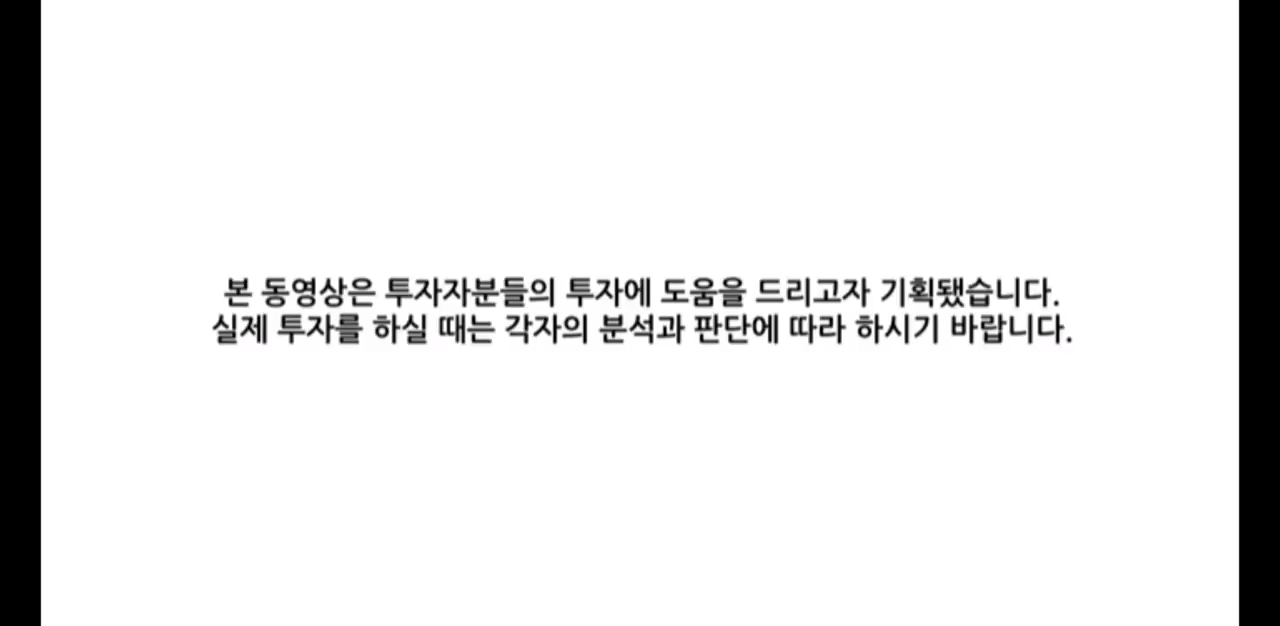 본 동영상은 투자자분들의 투자에 도움을 드리고자 기획됐습니다.
실제 투자를 하실 때는 각자의 분석과 판단에 따라 하시기 바랍니다.